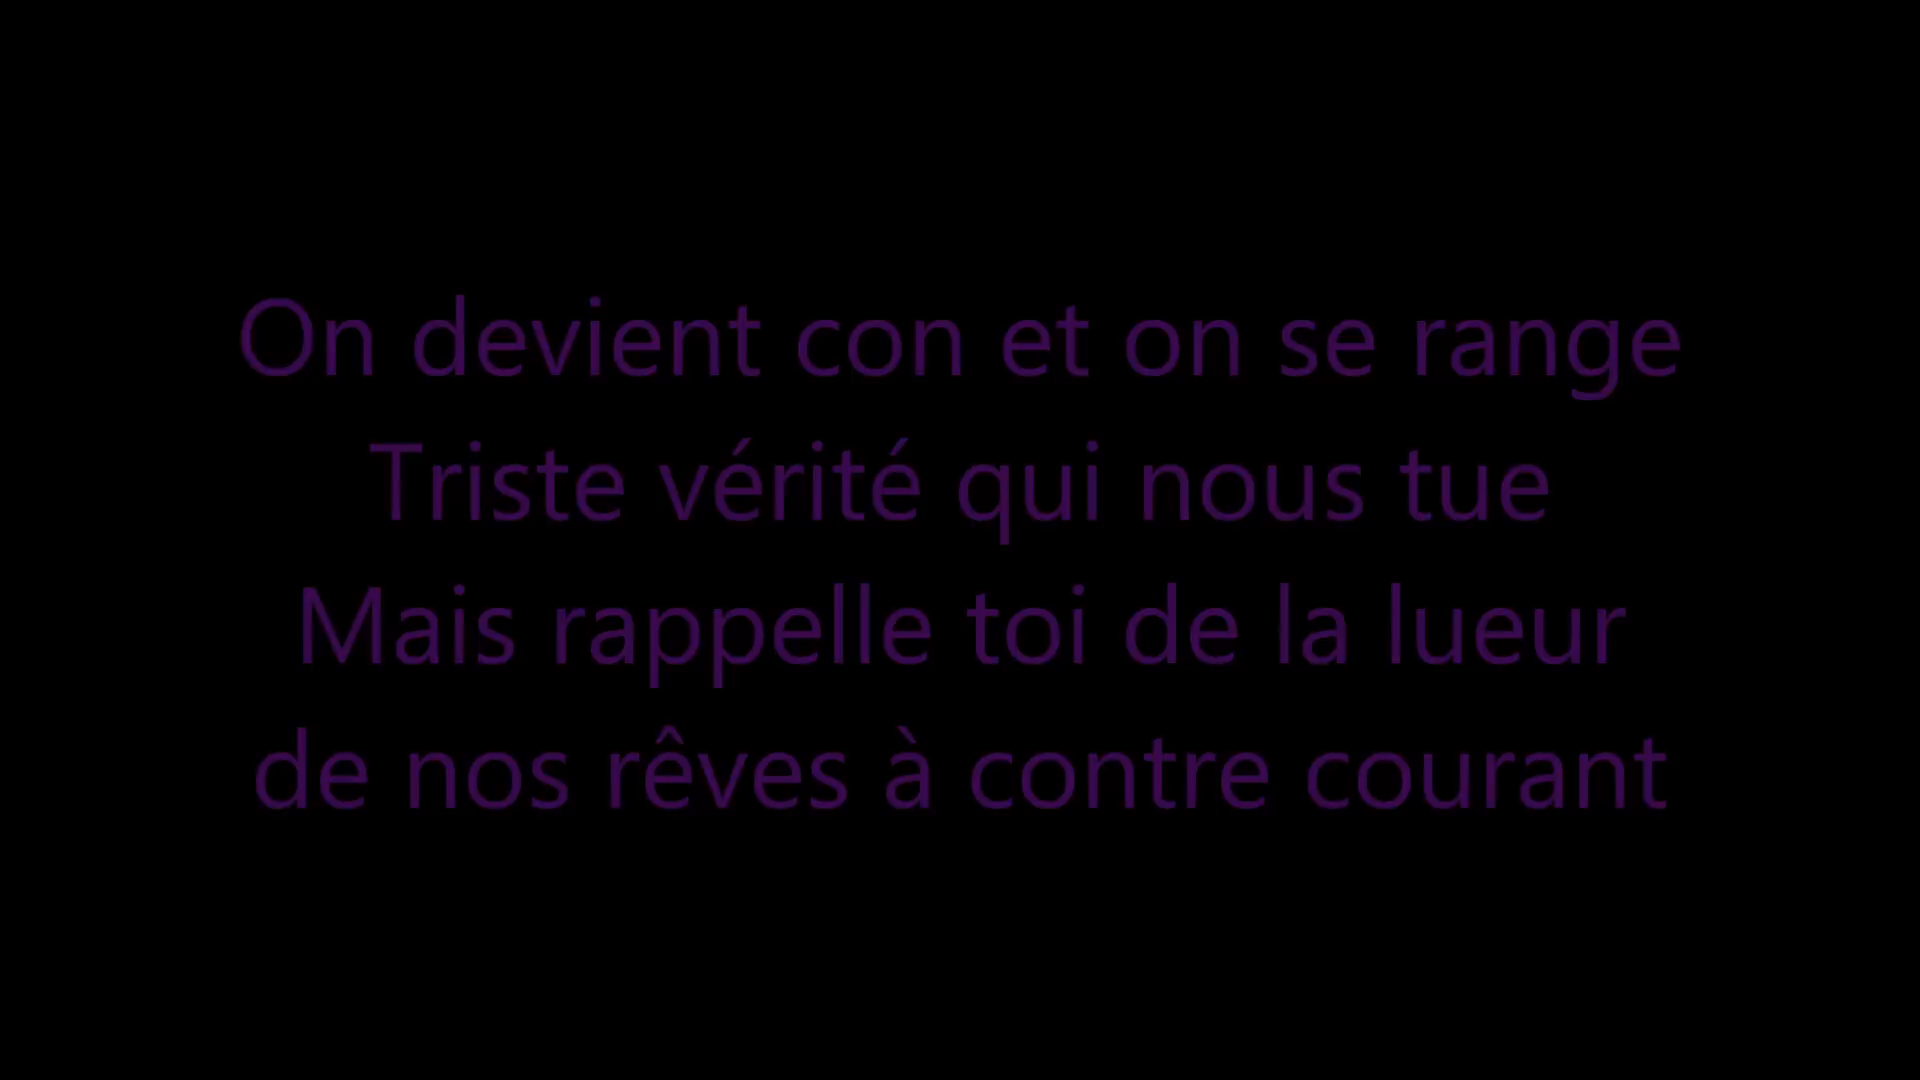 On devient con et on se range
Triste vérité qui nous tue
Mais rappelle toi de la lueur
de nos rêves à contre courant